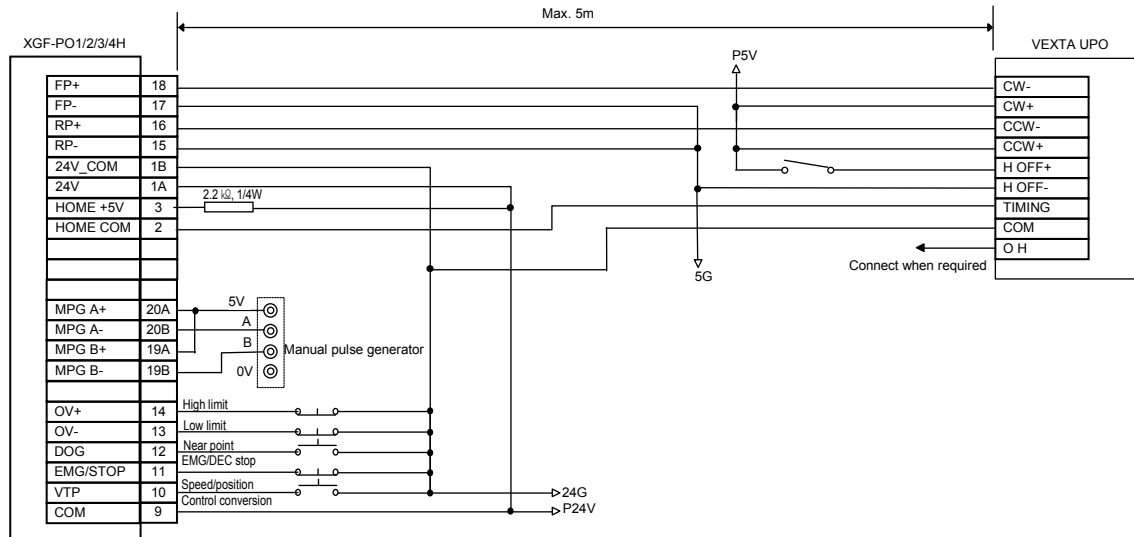 Max. 5m
XGF-PO1/2/3/4H
VEXTA UPO
P5V
FP+ 18
CW-
FP- 17
CW+
RP+ 16
CCW-
RP- 15
CCW+
24V_COM 1B
H OFF+
24V 1A
H OFF-
2.2 ㏀, 1/4W
HOME +5V 3
TIMING
HOME COM 2
COM
O H
Connect when required
5G
MPG A+ 20A 5V
MPG A- 20B A
MPG B+ 19A B
Manual pulse generator
MPG B- 19B 0V
OV+ 14 High limit
OV- 13 Low limit
DOG 12 Near point
EMG/STOP 11 EMG/DEC stop
VTP 10 Speed/position
24G
Control conversion
COM 9
P24V